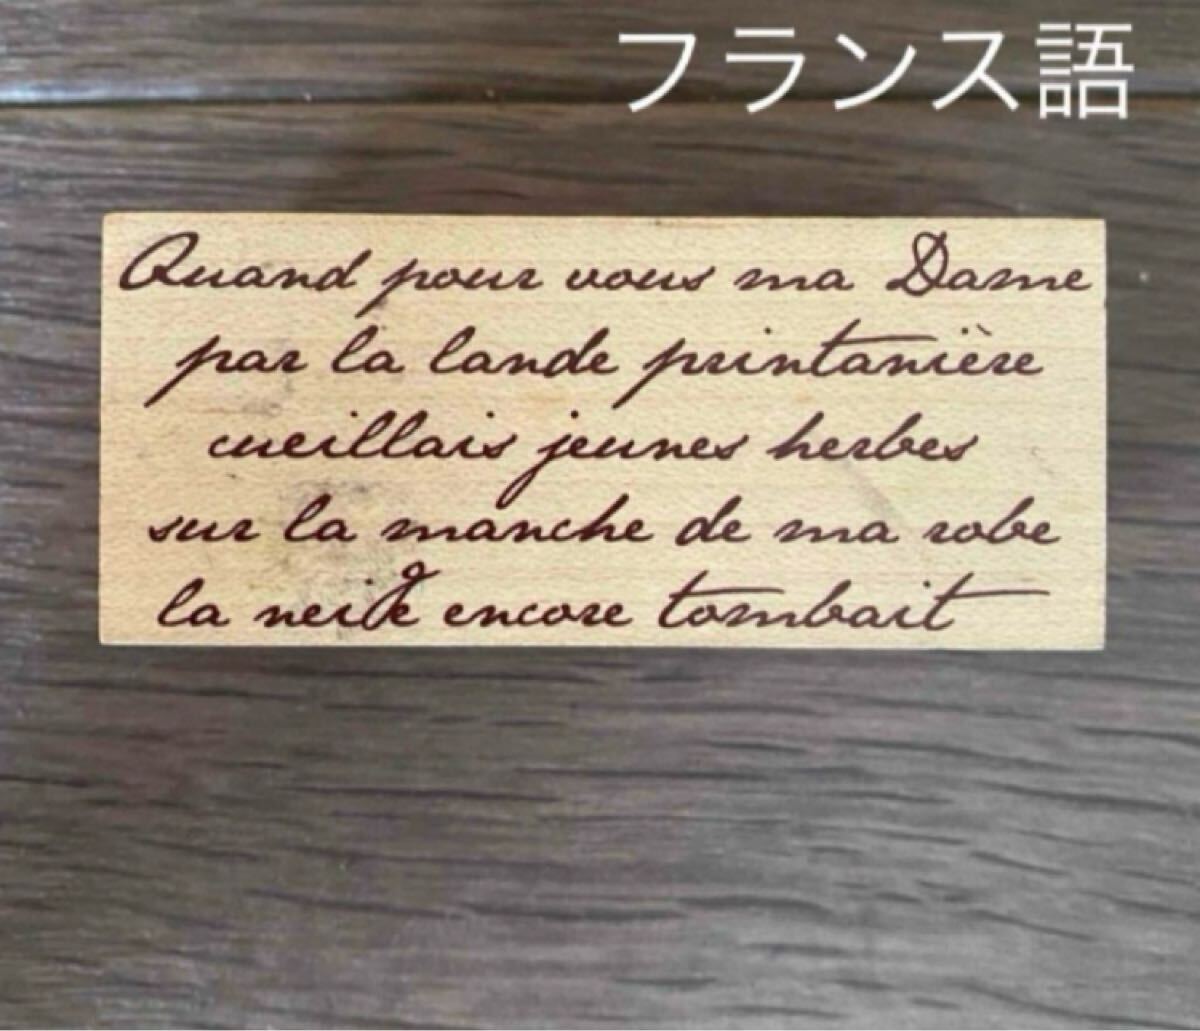 フランス語
Quand pour vous ma Dame
par la lande printanière
cueillais jeunes herbes
sur la manche de ma robe
la neige encore tombait